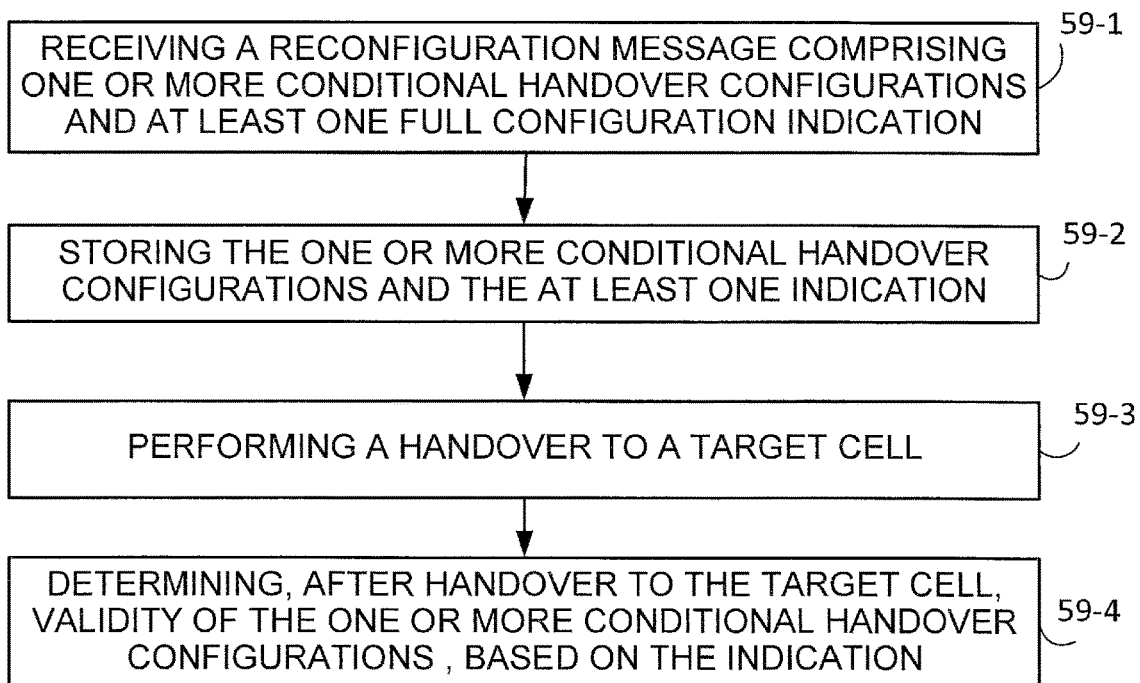 RECEIVING A RECONFIGURATION MESSAGE COMPRISING
ONE OR MORE CONDITIONAL HANDOVER CONFIGURATIONS
AND AT LEAST ONE FULL CONFIGURATION INDICATION
59-1
STORING THE ONE OR MORE CONDITIONAL HANDOVER
CONFIGURATIONS AND THE AT LEAST ONE INDICATION
59-2
PERFORMING A HANDOVER TO A TARGET CELL
59-3
DETERMINING, AFTER HANDOVER TO THE TARGET CELL,
VALIDITY OF THE ONE OR MORE CONDITIONAL HANDOVER
CONFIGURATIONS , BASED ON THE INDICATION
59-4